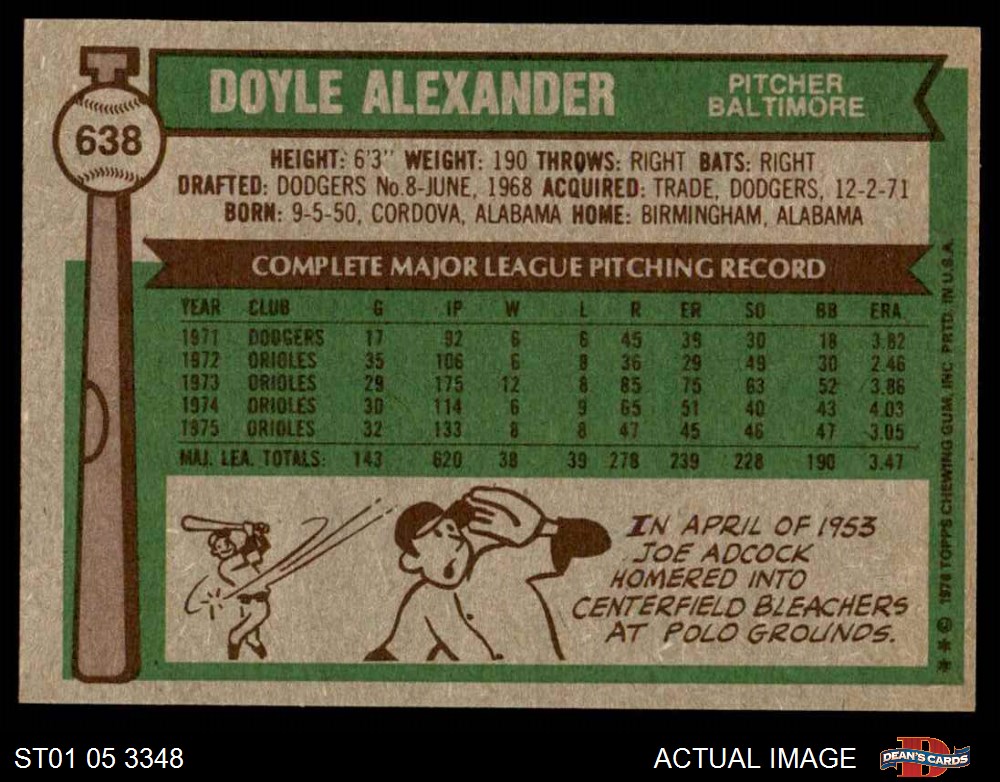 638
DOYLE ALEXANDER
PITCHER
BALTIMORE
HEIGHT: 6'3" WEIGHT: 190 THROWS: RIGHT BATS: RIGHT
DRAFTED: DODGERS No.8-JUNE, 1968 ACQUIRED: TRADE, DODGERS, 12-2-71
BORN: 9-5-50, CORDOVA, ALABAMA HOME: BIRMINGHAM, ALABAMA
COMPLETE MAJOR LEAGUE PITCHING RECORD
YEAR CLUB G IP W L R ER SO BB ERA
1971 DODGERS 17 92 6 6 45 39 30 18 3.82
1972 ORIOLES 35 106 6 8 36 29 49 30 2.46
1973 ORIOLES 29 175 12 8 85 75 63 52 3.86
1974 ORIOLES 30 114 6 9 65 51 40 43 4.03
1975 ORIOLES 32 133 8 8 47 45 46 47 3.05
MAJ. LEA. TOTALS: 143 620 38 39 278 239 228 190 3.47
IN APRIL OF 1953
JOE ADCOCK
HOMERED INTO
CENTERFIELD BLEACHERS
AT POLO GROUNDS.
** © 1976 TOPPS CHEWING GUM, INC. PRTD. IN U.S.A.
ST01 05 3348
ACTUAL IMAGE
DEAN'S CARDS